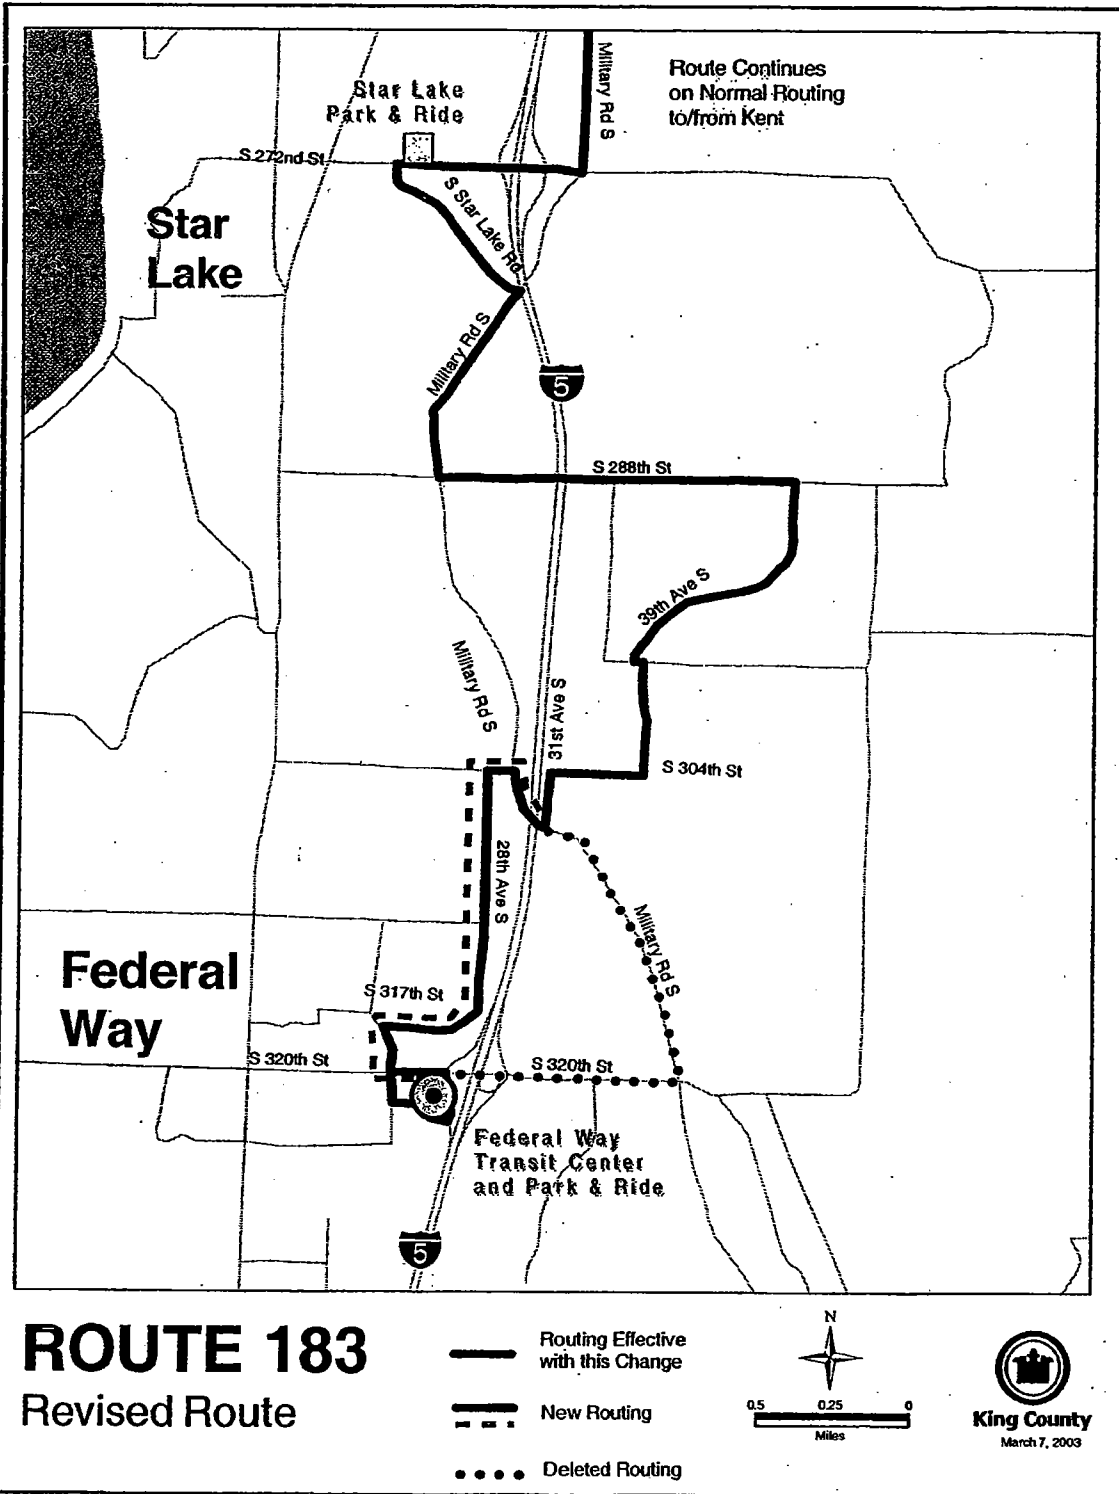 Military Rd S
Route Continues
on Normal Routing
to/from Kent
Star Lake
Park & Ride
S 272nd St
S Star Lake Rd
Star
Lake
Military Rd S
5
S 288th St
39th Ave S
Military Rd S
31st Ave S
S 304th St
28th Ave S
Military Rd S
Federal
Way
S 317th St
S 320th St
S 320th St
Federal Way
Transit Center
and Park & Ride
5
ROUTE 183
Revised Route
Routing Effective
with this Change
New Routing
Deleted Routing
N
0.5 0.25 0
Miles
King County
March 7, 2003